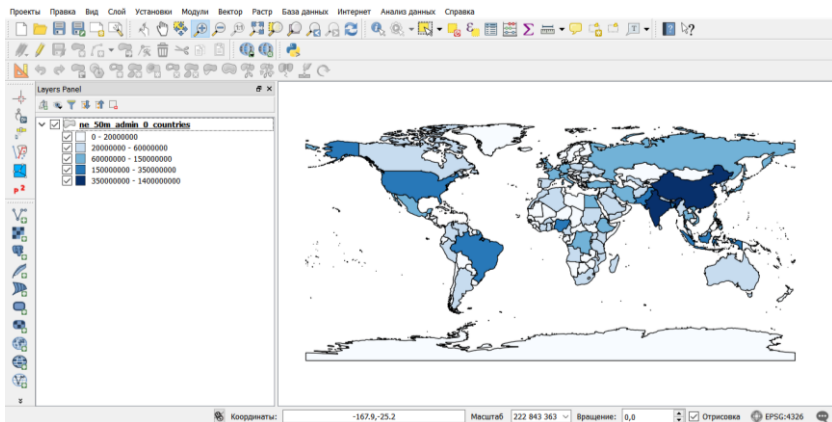 Проекты Правка Вид Слой Установки Модули Вектор Растр База данных Интернет Анализ данных Справка
Layers Panel
ne_50m_admin_0_countries
0 - 20000000
20000000 - 60000000
60000000 - 150000000
150000000 - 350000000
350000000 - 1400000000
Координаты: -167.9,-25.2 Масштаб 222 843 363 Вращение: 0,0 Отрисовка EPSG:4326